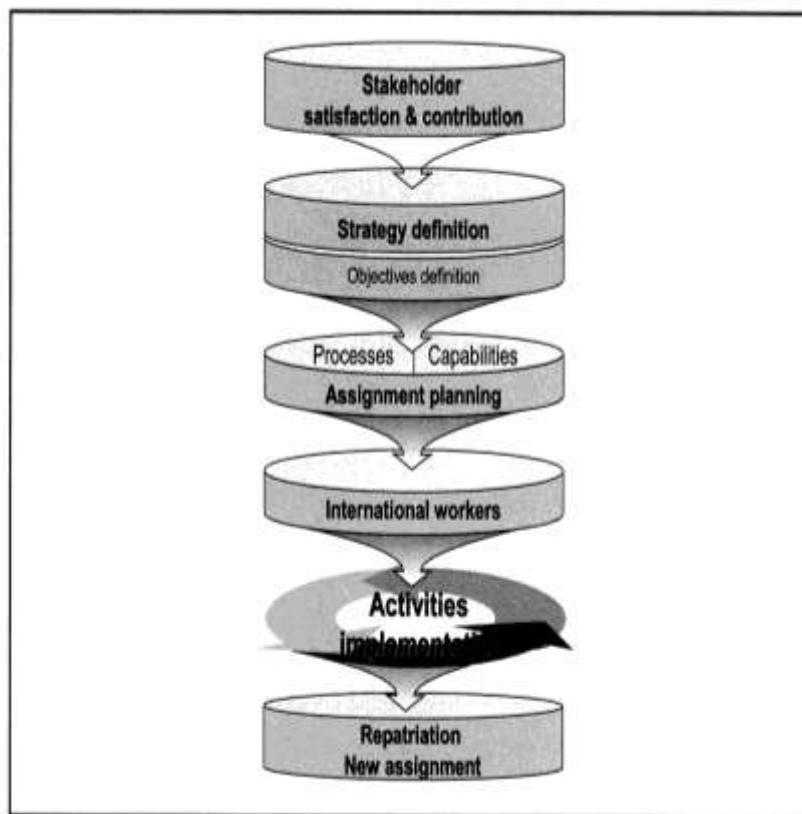 Stakeholder
satisfaction & contribution
Strategy definition
Objectives definition
Processes Capabilities
Assignment planning
International workers
Activities
Repatriation
New assignment